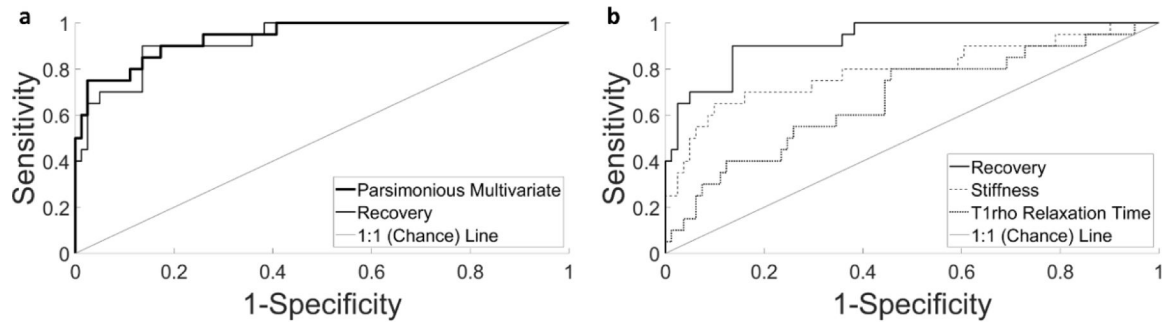 a
1
0.8
0.6
0.4
0.2
0
Sensitivity
0
0.2
0.4
0.6
0.8
1
1-Specificity
Parsimonious Multivariate
Recovery
1:1 (Chance) Line
b
1
0.8
0.6
0.4
0.2
0
Sensitivity
0
0.2
0.4
0.6
0.8
1
1-Specificity
Recovery
Stiffness
T1rho Relaxation Time
1:1 (Chance) Line